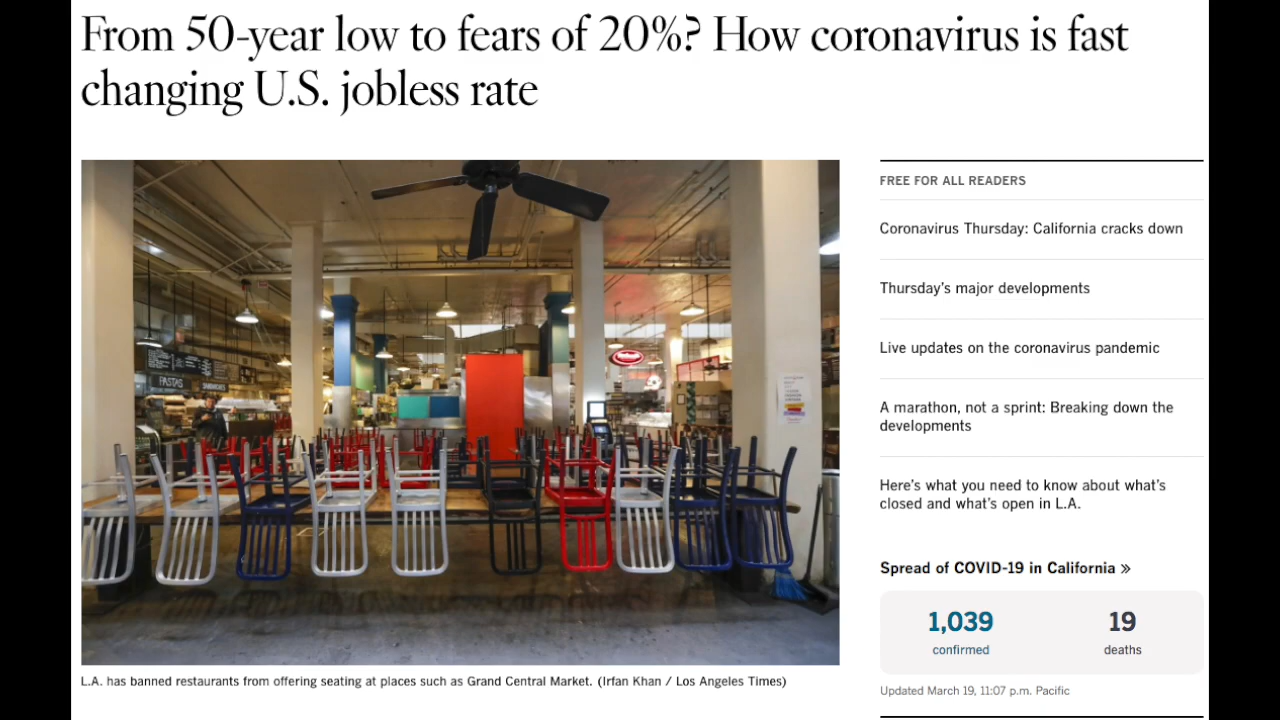 From 50-year low to fears of 20%? How coronavirus is fast
changing U.S. jobless rate
PASTAS
SANDWICHES
L.A. has banned restaurants from offering seating at places such as Grand Central Market. (Irfan Khan / Los Angeles Times)
FREE FOR ALL READERS
Coronavirus Thursday: California cracks down
Thursday’s major developments
Live updates on the coronavirus pandemic
A marathon, not a sprint: Breaking down the
developments
Here’s what you need to know about what’s
closed and what’s open in L.A.
Spread of COVID-19 in California »
1,039
confirmed
19
deaths
Updated March 19, 11:07 p.m. Pacific